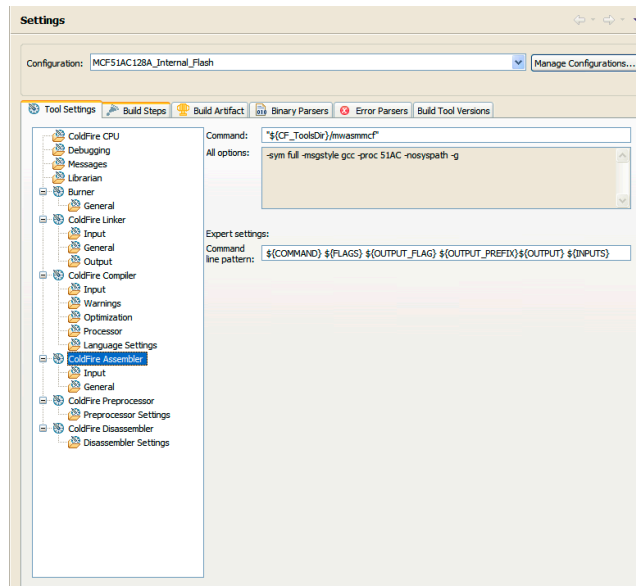 Settings
Configuration: MCF51AC128A_Internal_Flash Manage Configurations...
Tool Settings Build Steps Build Artifact Binary Parsers Error Parsers Build Tool Versions
ColdFire CPU
Debugging
Messages
Librarian
Burner
General
ColdFire Linker
Input
General
Output
ColdFire Compiler
Input
Warnings
Optimization
Processor
Language Settings
ColdFire Assembler
Input
General
ColdFire Preprocessor
Preprocessor Settings
ColdFire Disassembler
Disassembler Settings
Command: "${CF_ToolsDir}/mwasmmcf"
All options: -sym full -msgstyle gcc -proc 51AC -nosyspath -g
Expert settings:
Command
line pattern: ${COMMAND} ${FLAGS} ${OUTPUT_FLAG} ${OUTPUT_PREFIX}${OUTPUT} ${INPUTS}